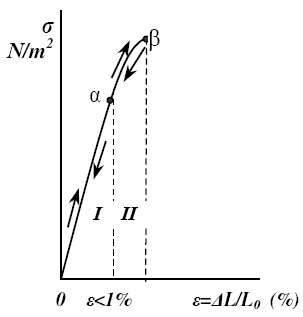 σ
N/m²
β
α
I II
0 ε<1% ε=ΔL/L₀ (%)